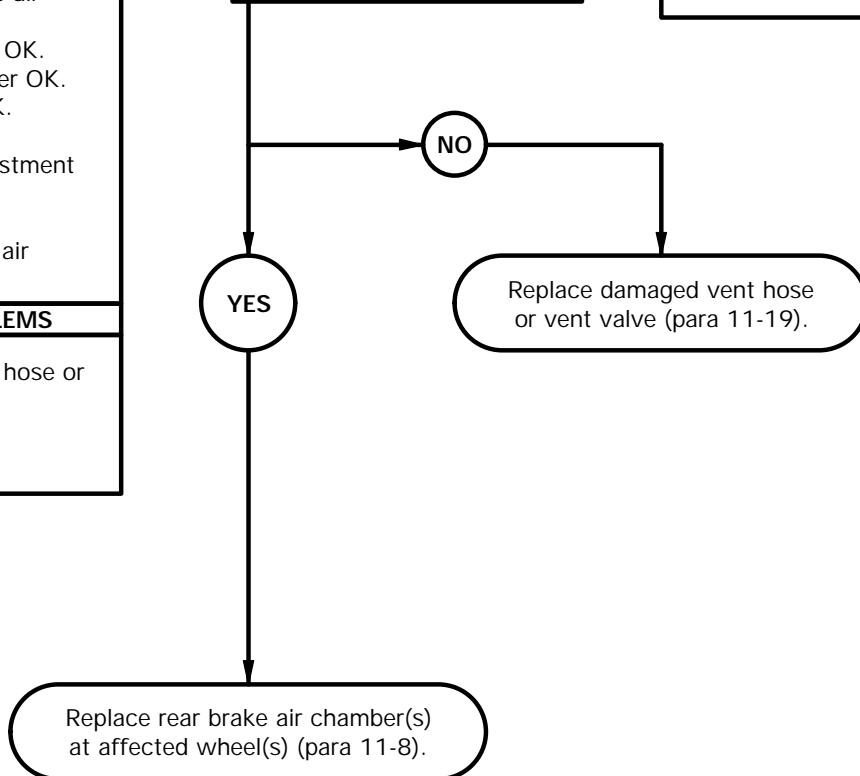 air
OK.
er OK.
K.
stment
air
LEMS
hose or
NO
YES
Replace damaged vent hose
or vent valve (para 11-19).
Replace rear brake air chamber(s)
at affected wheel(s) (para 11-8).